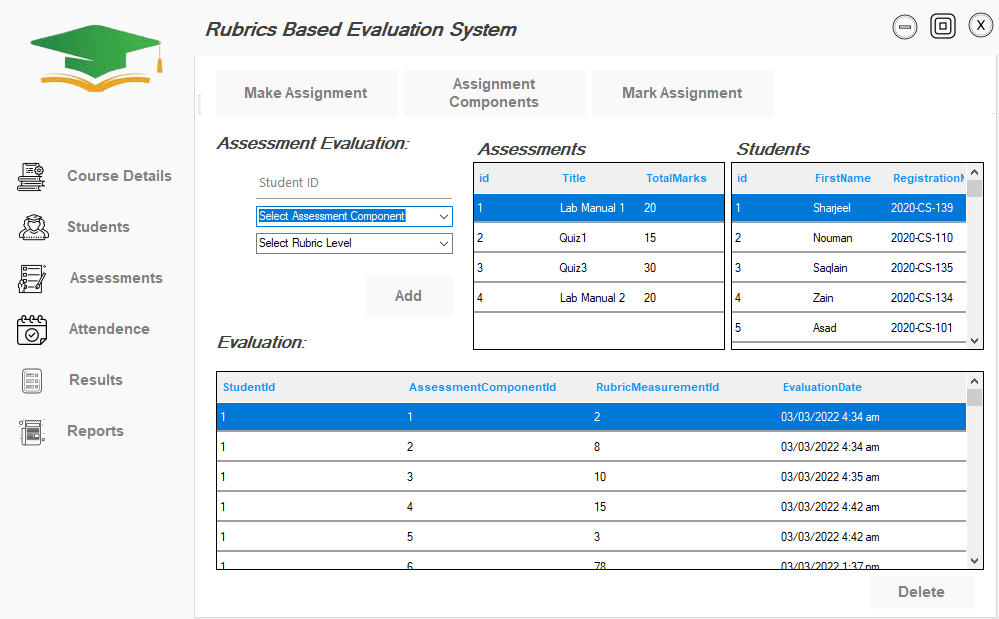 Rubrics Based Evaluation System
Make Assignment
Assignment
Components
Mark Assignment
Course Details
Students
Assessments
Attendence
Results
Reports
Assessment Evaluation:
Student ID
Select Assessment Component
Select Rubric Level
Add
Assessments
id Title TotalMarks
1 Lab Manual 1 20
2 Quiz1 15
3 Quiz3 30
4 Lab Manual 2 20
Students
id FirstName RegistrationN
1 Sharjeel 2020-CS-139
2 Nouman 2020-CS-110
3 Saqlain 2020-CS-135
4 Zain 2020-CS-134
5 Asad 2020-CS-101
Evaluation:
StudentId AssessmentComponentId RubricMeasurementId EvaluationDate
1 1 2 03/03/2022 4:34 am
1 2 8 03/03/2022 4:34 am
1 3 10 03/03/2022 4:35 am
1 4 15 03/03/2022 4:42 am
1 5 3 03/03/2022 4:42 am
1 6 78 03/03/2022 1:37 pm
Delete